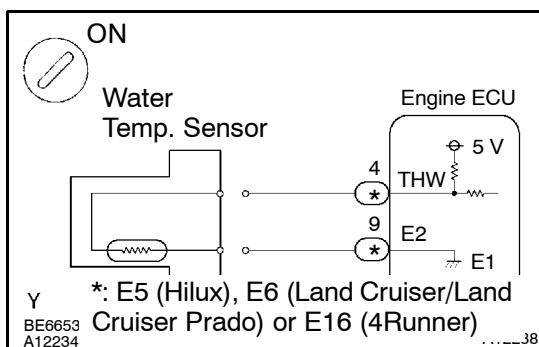 ON
Water
Temp. Sensor
Engine ECU
5 V
4
THW
*
9
E2
*
E1
Y
*: E5 (Hilux), E6 (Land Cruiser/Land
Cruiser Prado) or E16 (4Runner)
BE6653
A12234